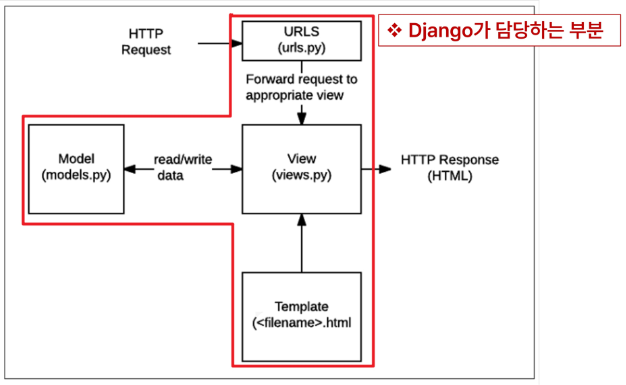 ❖ Django가 담당하는 부분
HTTP
Request
URLS
(urls.py)
Forward request to
appropriate view
Model
(models.py)
read/write
data
View
(views.py)
HTTP Response
(HTML)
Template
(<filename>.html